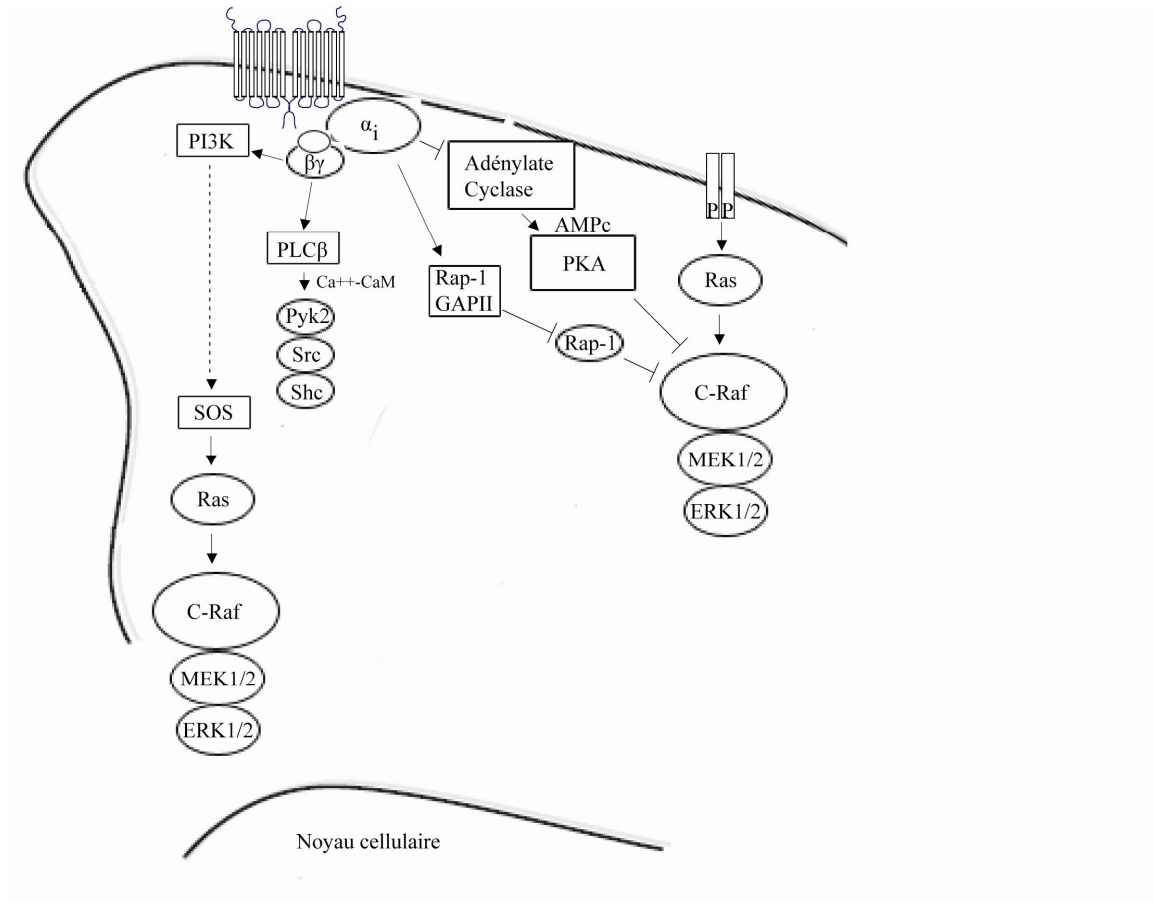 αi
PI3K
βγ
Adénylate
Cyclase
AMPc
PKA
P P
PLCβ
Ca++-CaM
Rap-1
GAPII
Ras
Pyk2
Rap-1
Src
Shc
C-Raf
SOS
MEK1/2
ERK1/2
Ras
C-Raf
MEK1/2
ERK1/2
Noyau cellulaire